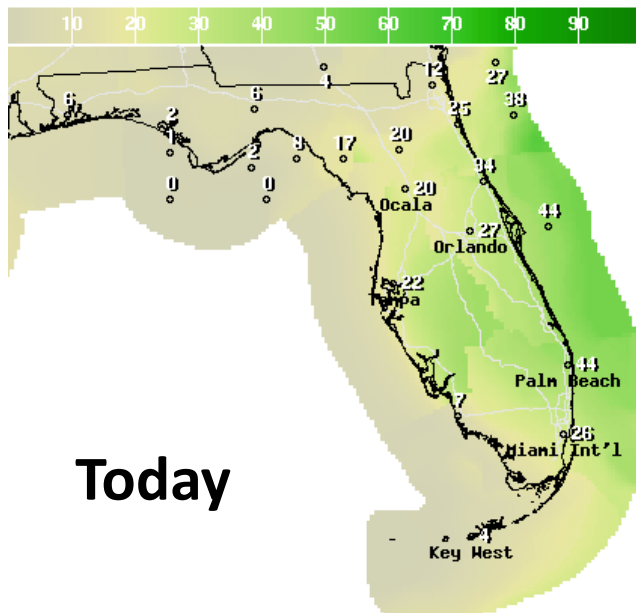 10 20 30 40 50 60 70 80 90
4 12 27
6 2 6 25 38
1 2 9 17 20 34
0 0 20
Ocala
44
27
Orlando
22
Tampa
44
Palm Beach
7
26
Miami Int'l
Today
4
Key West